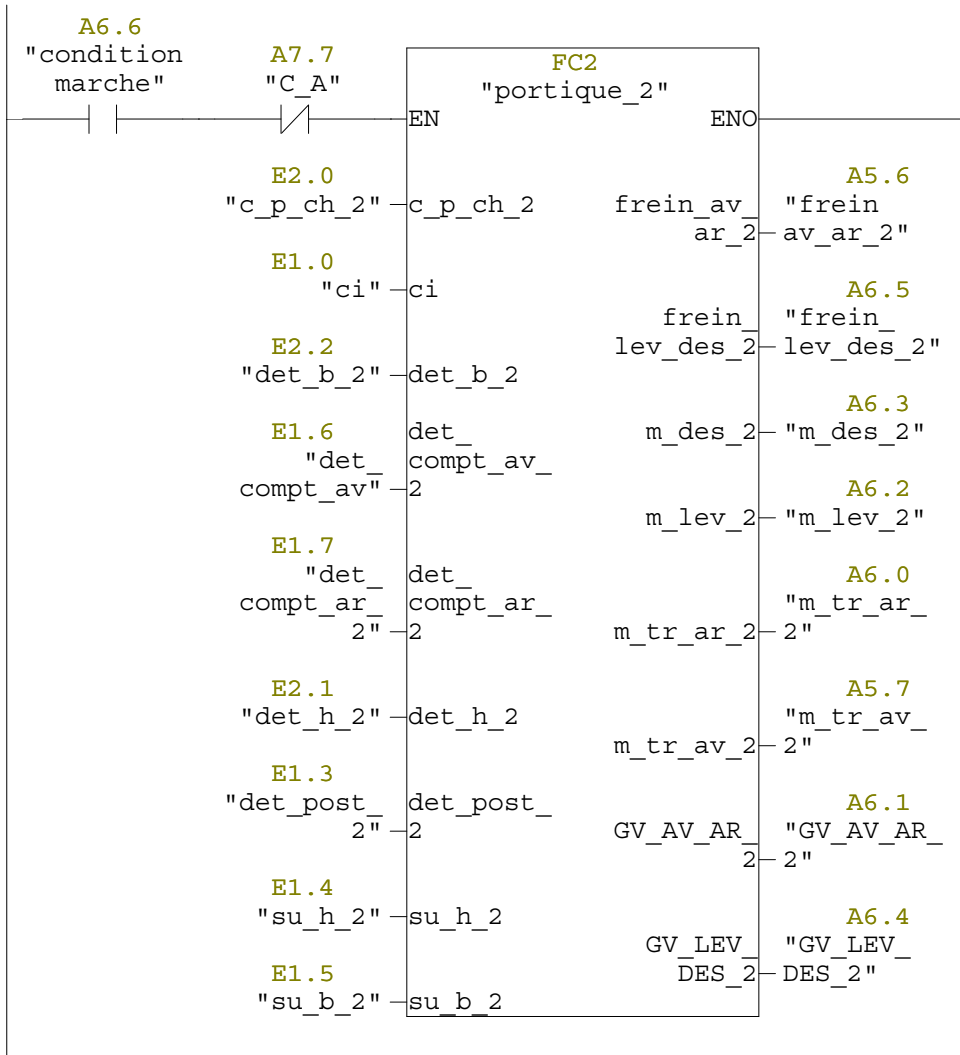 A6.6
"condition
marche"
A7.7
"C_A"
FC2
"portique_2"
EN
ENO
E2.0
"c_p_ch_2"
c_p_ch_2
E1.0
"ci"
ci
E2.2
"det_b_2"
det_b_2
E1.6
"det_
compt_av"
det_
compt_av_
2
E1.7
"det_
compt_ar_
2"
det_
compt_ar_
2
E2.1
"det_h_2"
det_h_2
E1.3
"det_post_
2"
det_post_
2
E1.4
"su_h_2"
su_h_2
E1.5
"su_b_2"
su_b_2
frein_av_
ar_2
A5.6
"frein
av_ar_2"
frein_
lev_des_2
A6.5
"frein_
lev_des_2"
m_des_2
A6.3
"m_des_2"
m_lev_2
A6.2
"m_lev_2"
m_tr_ar_2
A6.0
"m_tr_ar_
2"
m_tr_av_2
A5.7
"m_tr_av_
2"
GV_AV_AR_
2
A6.1
"GV_AV_AR_
2"
GV_LEV_
DES_2
A6.4
"GV_LEV_
DES_2"